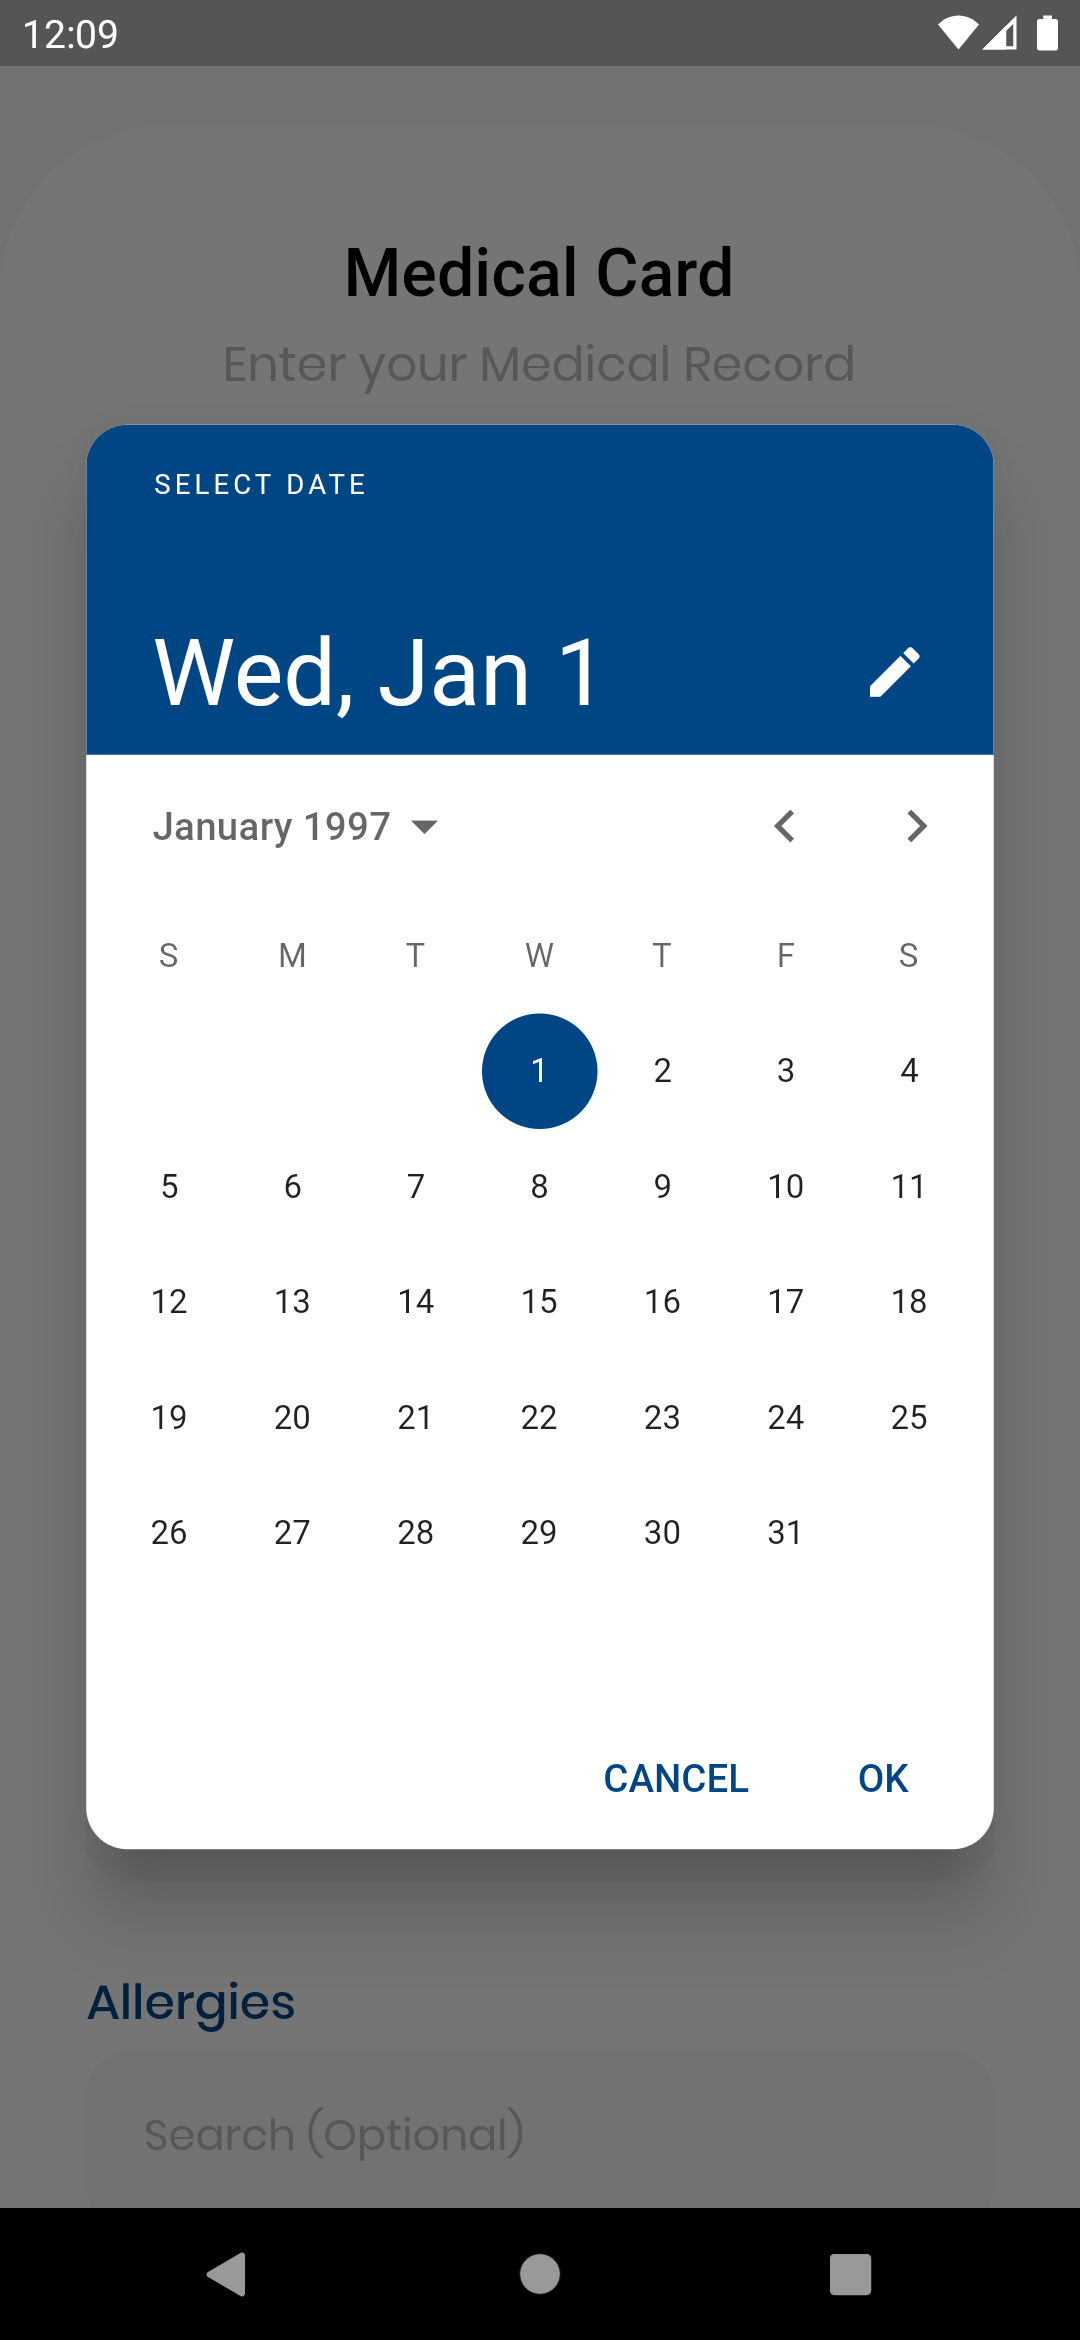 12:09
Medical Card
Enter your Medical Record
SELECT DATE
Wed, Jan 1
January 1997
S M T W T F S
1 2 3 4
5 6 7 8 9 10 11
12 13 14 15 16 17 18
19 20 21 22 23 24 25
26 27 28 29 30 31
CANCEL OK
Allergies
Search (Optional)